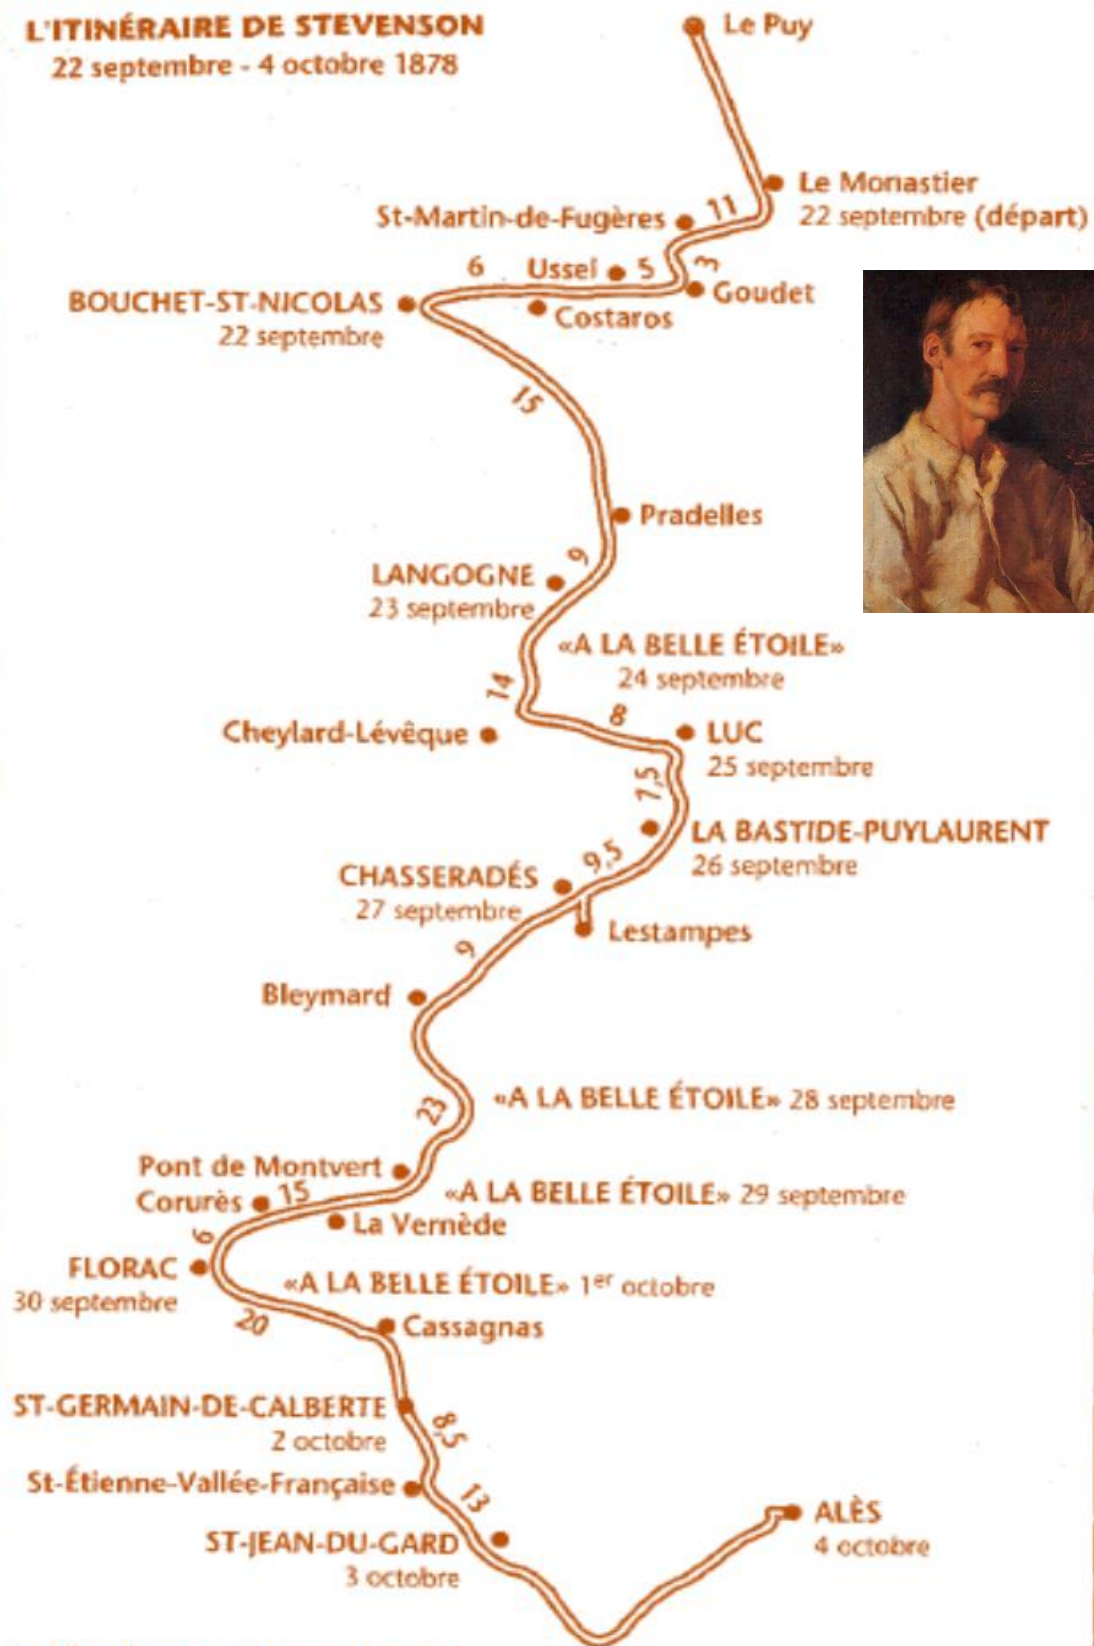 L'ITINÉRAIRE DE STEVENSON
22 septembre - 4 octobre 1878
Le Puy
Le Monastier
22 septembre (départ)
11
St-Martin-de-Fugères
3
Goudet
5
Ussel
Costaros
6
BOUCHET-ST-NICOLAS
22 septembre
15
Pradelles
9
LANGOGNE
23 septembre
«A LA BELLE ÉTOILE»
24 septembre
14
Cheylard-Lévêque
8
LUC
25 septembre
7,5
LA BASTIDE-PUYLAURENT
26 septembre
9,5
CHASSERADÉS
27 septembre
Lestampes
9
Bleymard
«A LA BELLE ÉTOILE» 28 septembre
23
Pont de Montvert
«A LA BELLE ÉTOILE» 29 septembre
15
Corurès
La Vernède
6
FLORAC
30 septembre
«A LA BELLE ÉTOILE» 1er octobre
20
Cassagnas
ST-GERMAIN-DE-CALBERTE
2 octobre
8,5
St-Étienne-Vallée-Française
13
ST-JEAN-DU-GARD
3 octobre
ALÈS
4 octobre